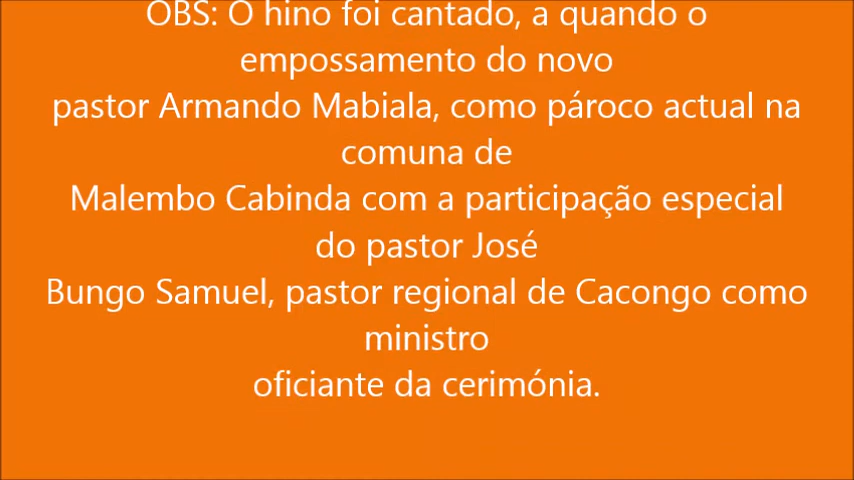 OBS: O hino foi cantado, a quando o
empossamento do novo
pastor Armando Mabiala, como pároco actual na
comuna de
Malembo Cabinda com a participação especial
do pastor José
Bungo Samuel, pastor regional de Cacongo como
ministro
oficiante da cerimónia.